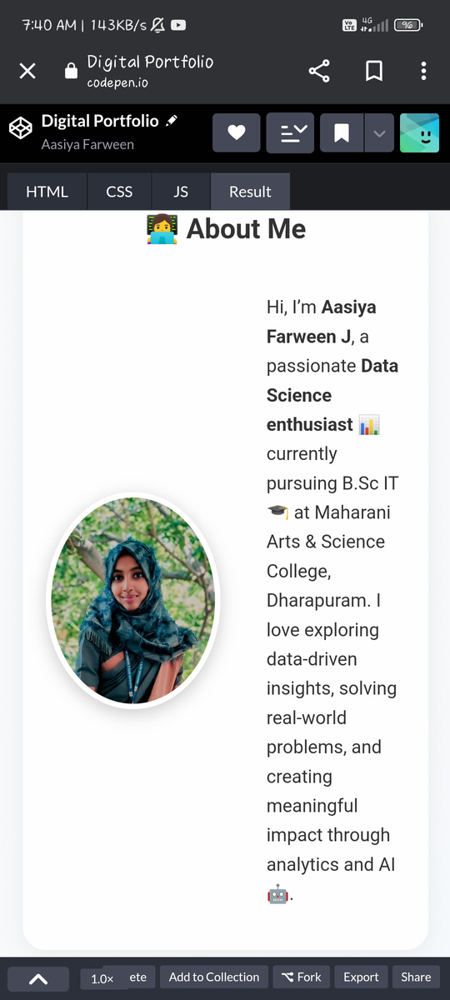 7:40 AM | 143KB/s
Vo LTE 4G 96
Digital Portfolio
codepen.io
Digital Portfolio
Aasiya Farween
HTML CSS JS Result
👩‍💻 About Me
Hi, I’m Aasiya
Farween J, a
passionate Data
Science
enthusiast 📊
currently
pursuing B.Sc IT
🎓 at Maharani
Arts & Science
College,
Dharapuram. I
love exploring
data-driven
insights, solving
real-world
problems, and
creating
meaningful
impact through
analytics and AI
🤖.
1.0× ete Add to Collection Fork Export Share